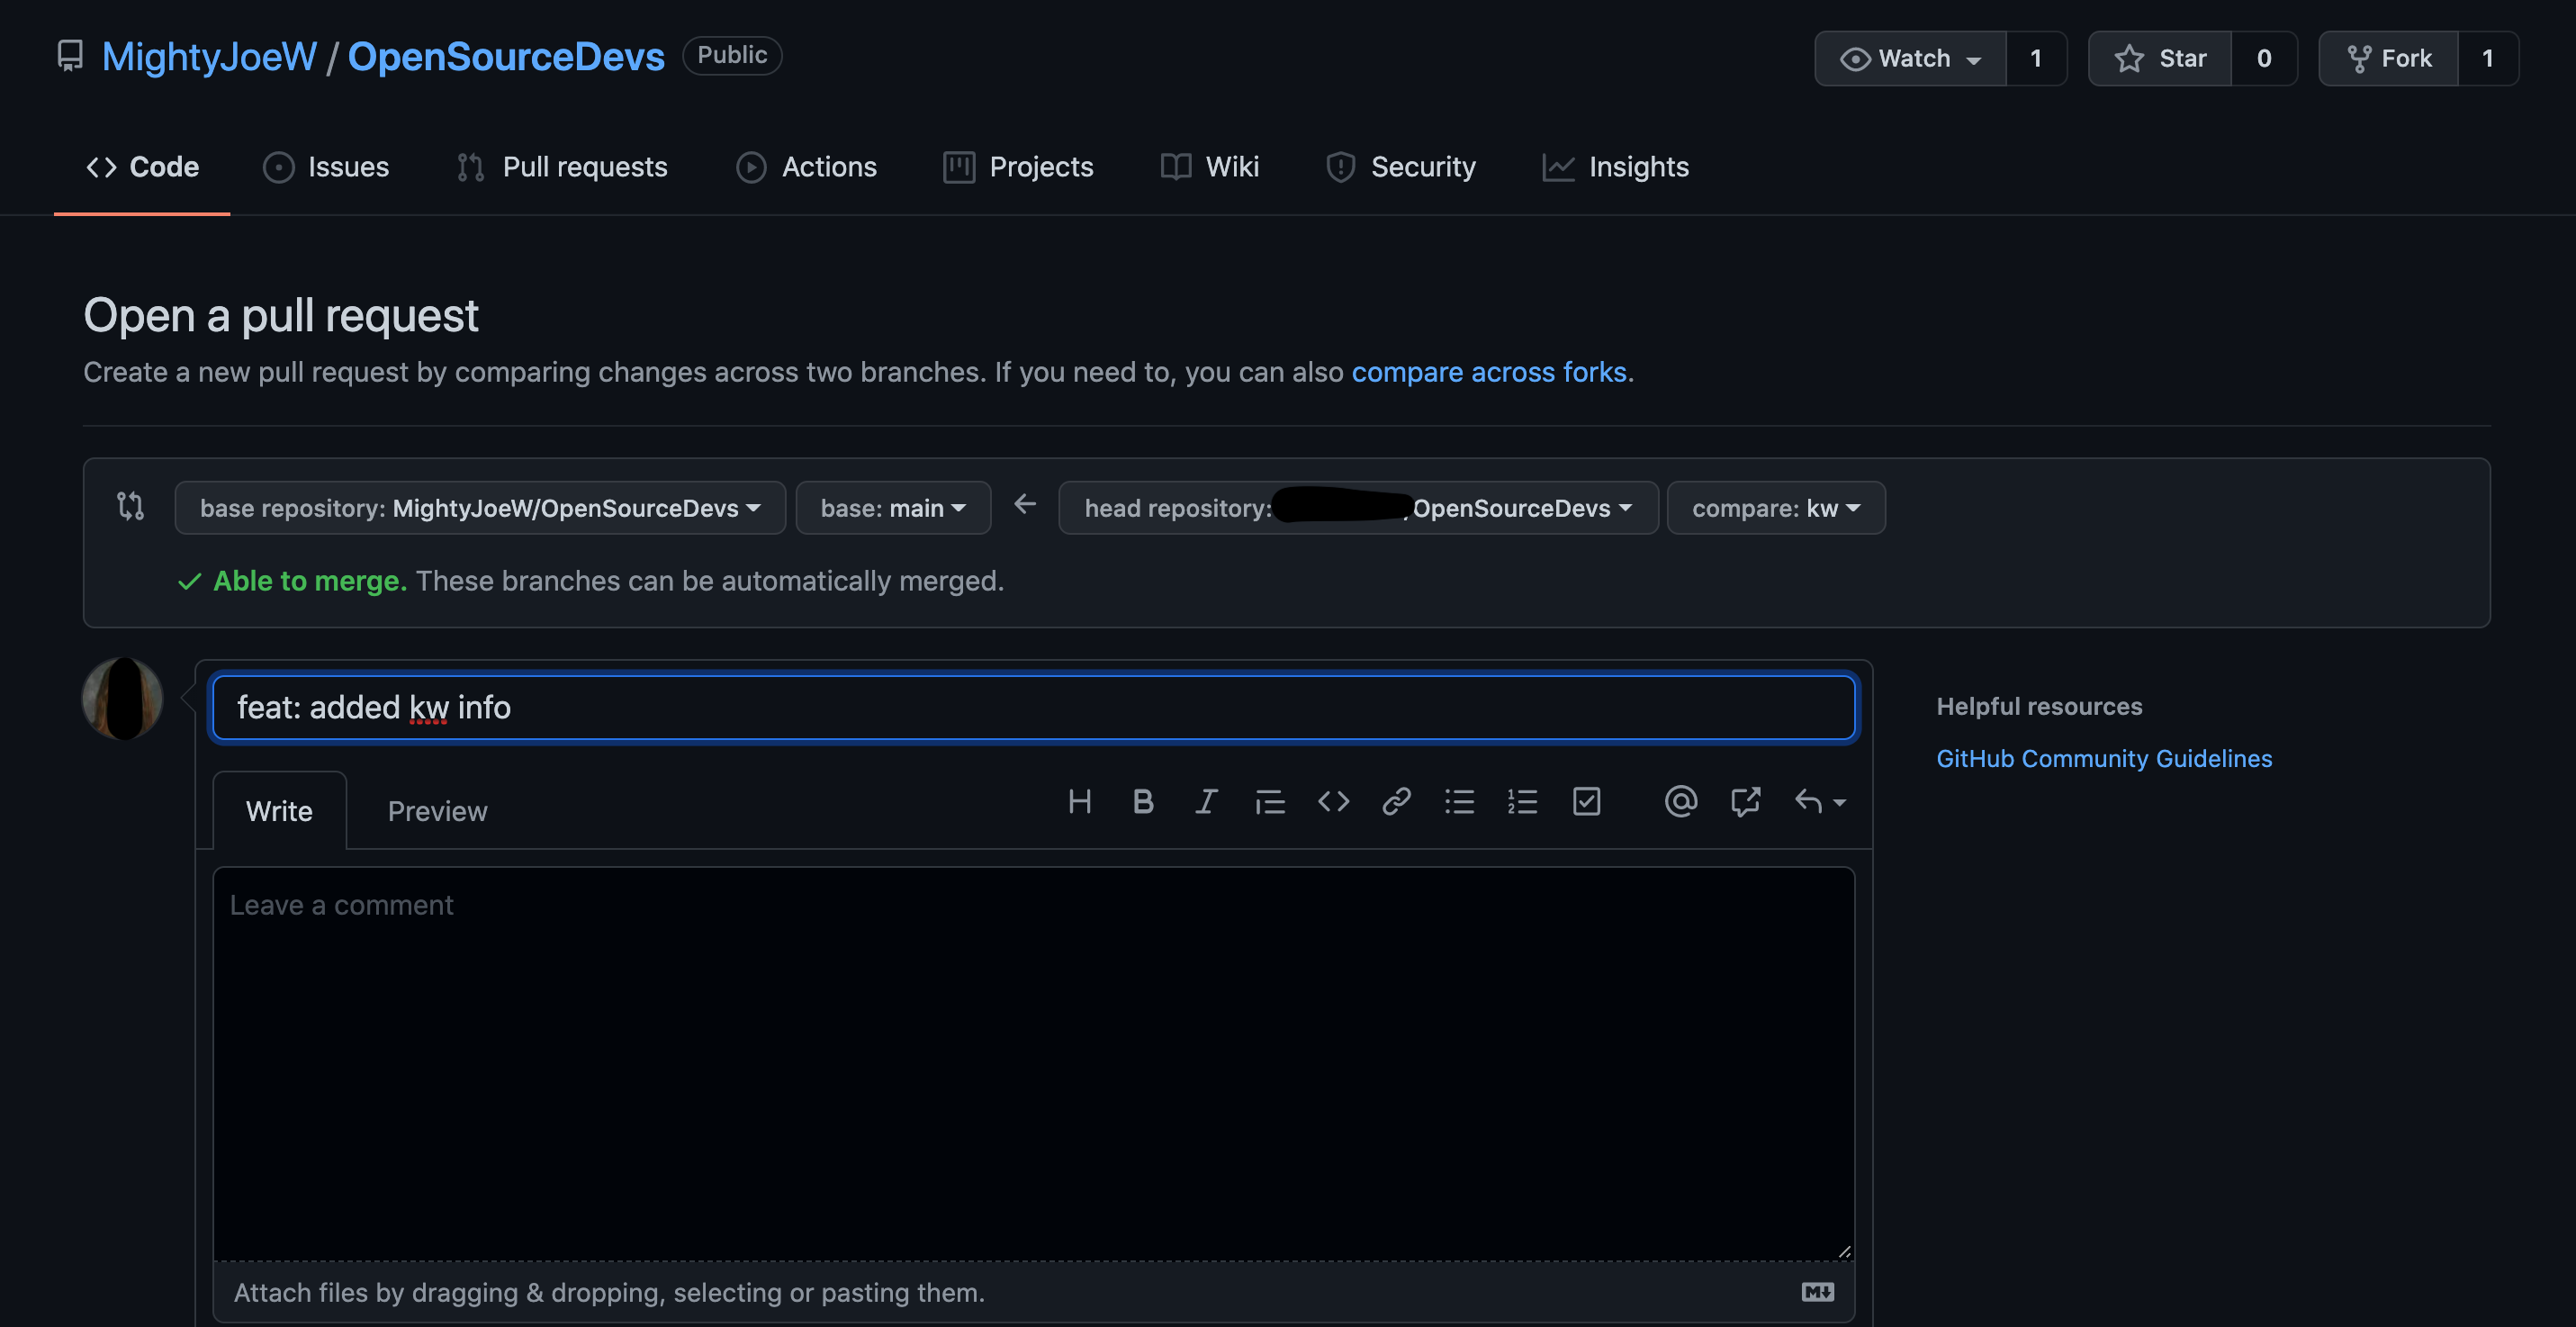 MightyJoeW / OpenSourceDevs Public
Watch 1 Star 0 Fork 1
Code Issues Pull requests Actions Projects Wiki Security Insights
Open a pull request
Create a new pull request by comparing changes across two branches. If you need to, you can also compare across forks.
base repository: MightyJoeW/OpenSourceDevs base: main head repository: /OpenSourceDevs compare: kw
Able to merge. These branches can be automatically merged.
feat: added kw info
Helpful resources
GitHub Community Guidelines
Write Preview
H B I
Leave a comment
Attach files by dragging & dropping, selecting or pasting them.